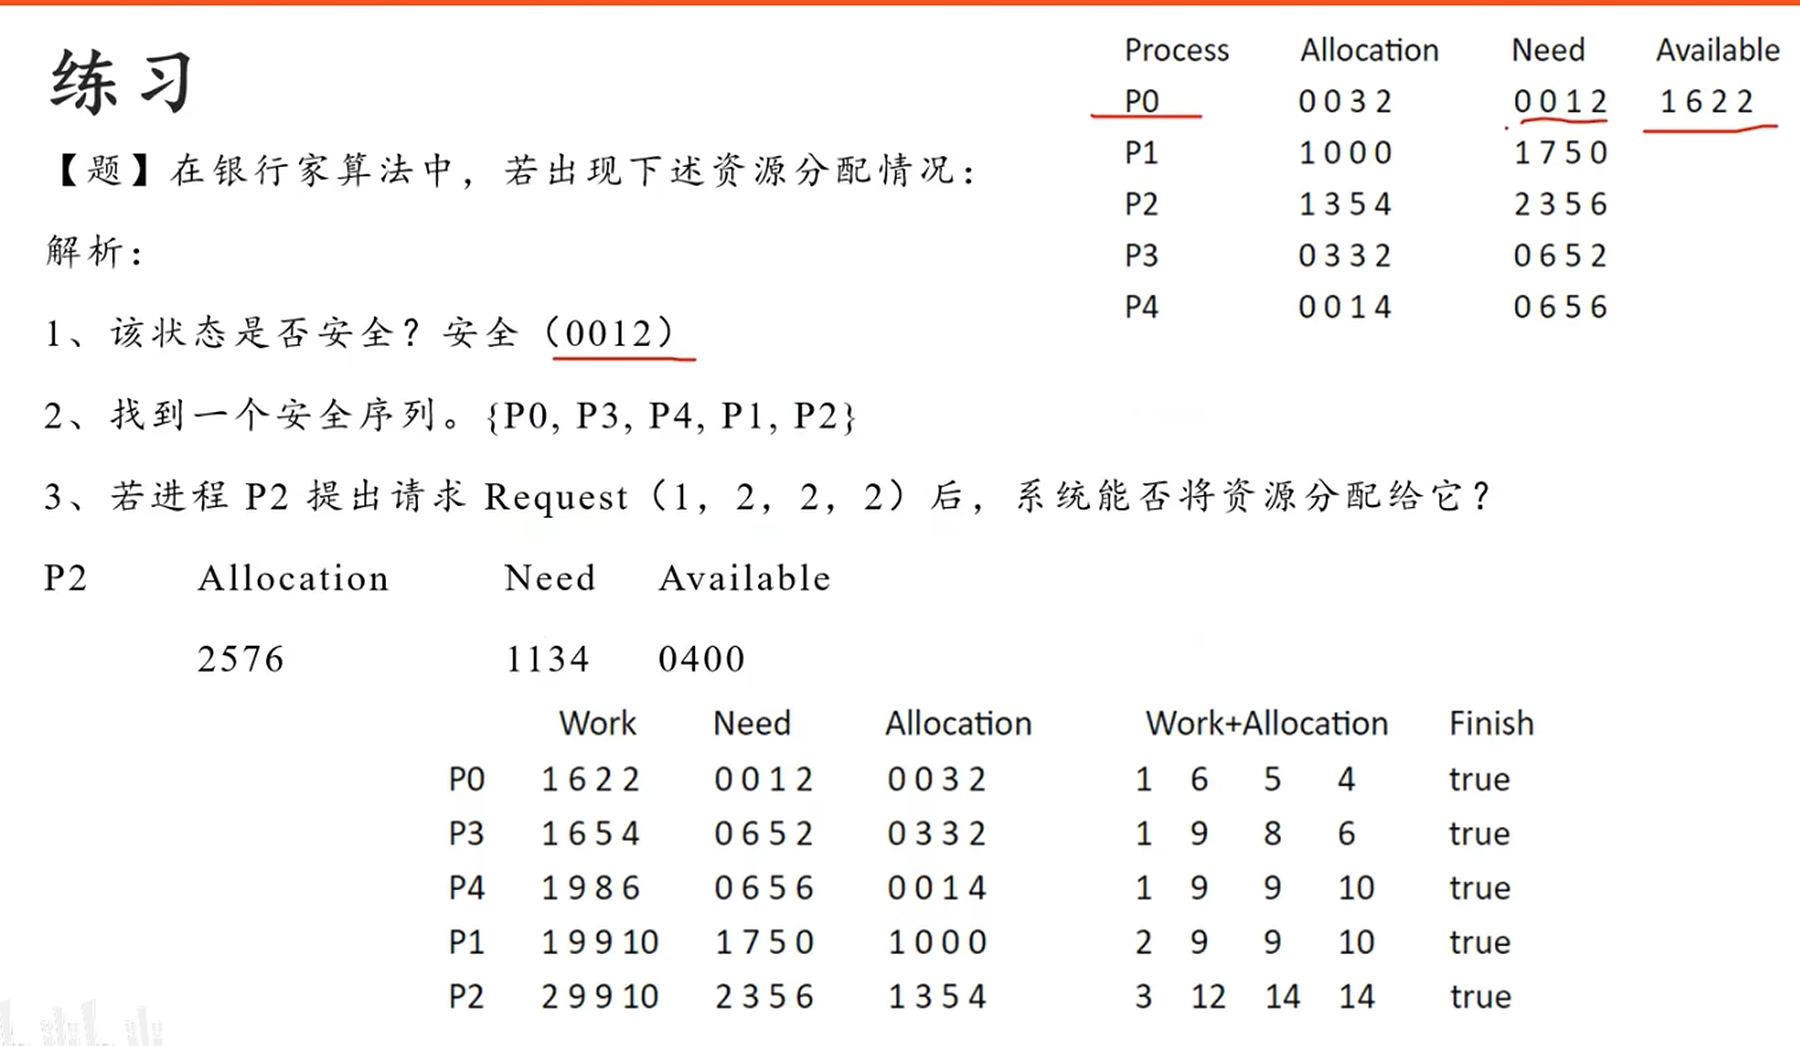 练习
Process Allocation Need Available
P0 0 0 3 2 0 0 1 2 1 6 2 2
P1 1 0 0 0 1 7 5 0
P2 1 3 5 4 2 3 5 6
P3 0 3 3 2 0 6 5 2
P4 0 0 1 4 0 6 5 6
【题】在银行家算法中，若出现下述资源分配情况：
解析：
1、该状态是否安全？安全（0012）
2、找到一个安全序列。{P0, P3, P4, P1, P2}
3、若进程 P2 提出请求 Request（1，2，2，2）后，系统能否将资源分配给它？
P2 Allocation Need Available
2576 1134 0400
Work Need Allocation Work+Allocation Finish
P0 1 6 2 2 0 0 1 2 0 0 3 2 1 6 5 4 true
P3 1 6 5 4 0 6 5 2 0 3 3 2 1 9 8 6 true
P4 1 9 8 6 0 6 5 6 0 0 1 4 1 9 9 10 true
P1 1 9 9 10 1 7 5 0 1 0 0 0 2 9 9 10 true
P2 2 9 9 10 2 3 5 6 1 3 5 4 3 12 14 14 true